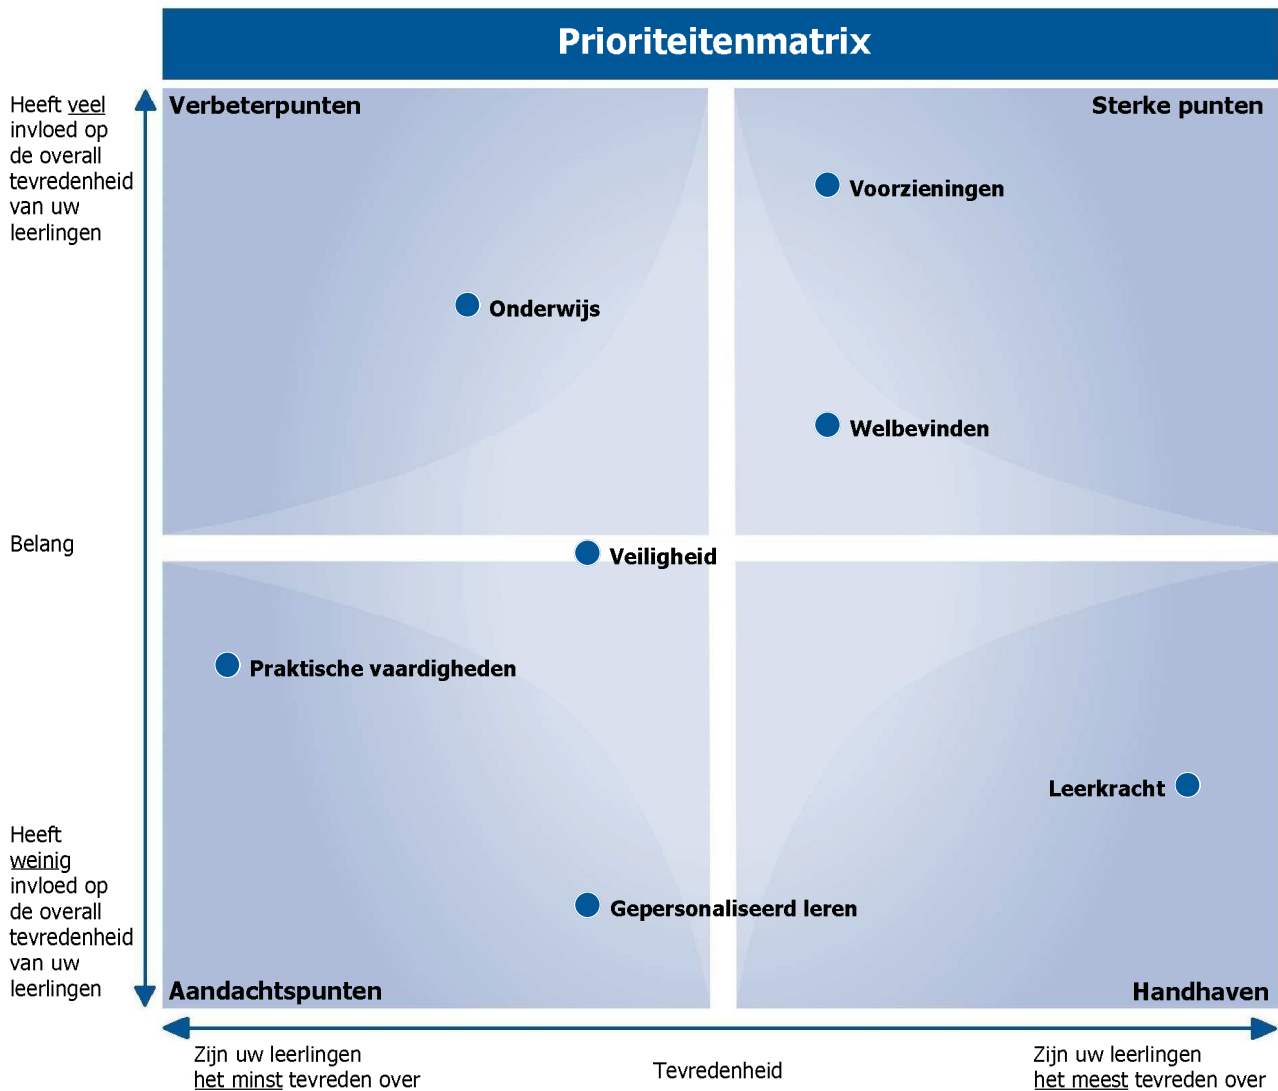 Prioriteitenmatrix
Heeft veel
invloed op
de overall
tevredenheid
van uw
leerlingen
Verbeterpunten
Sterke punten
Voorzieningen
Onderwijs
Welbevinden
Belang
Veiligheid
Praktische vaardigheden
Leerkracht
Heeft
weinig
invloed op
de overall
tevredenheid
van uw
leerlingen
Gepersonaliseerd leren
Aandachtspunten
Handhaven
Zijn uw leerlingen
het minst tevreden over
Tevredenheid
Zijn uw leerlingen
het meest tevreden over